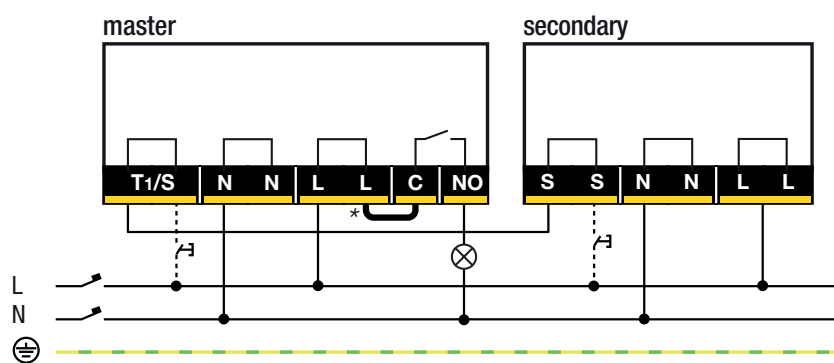 master secondary
T1/S N N L L C NO S S N N L L
*
L
N